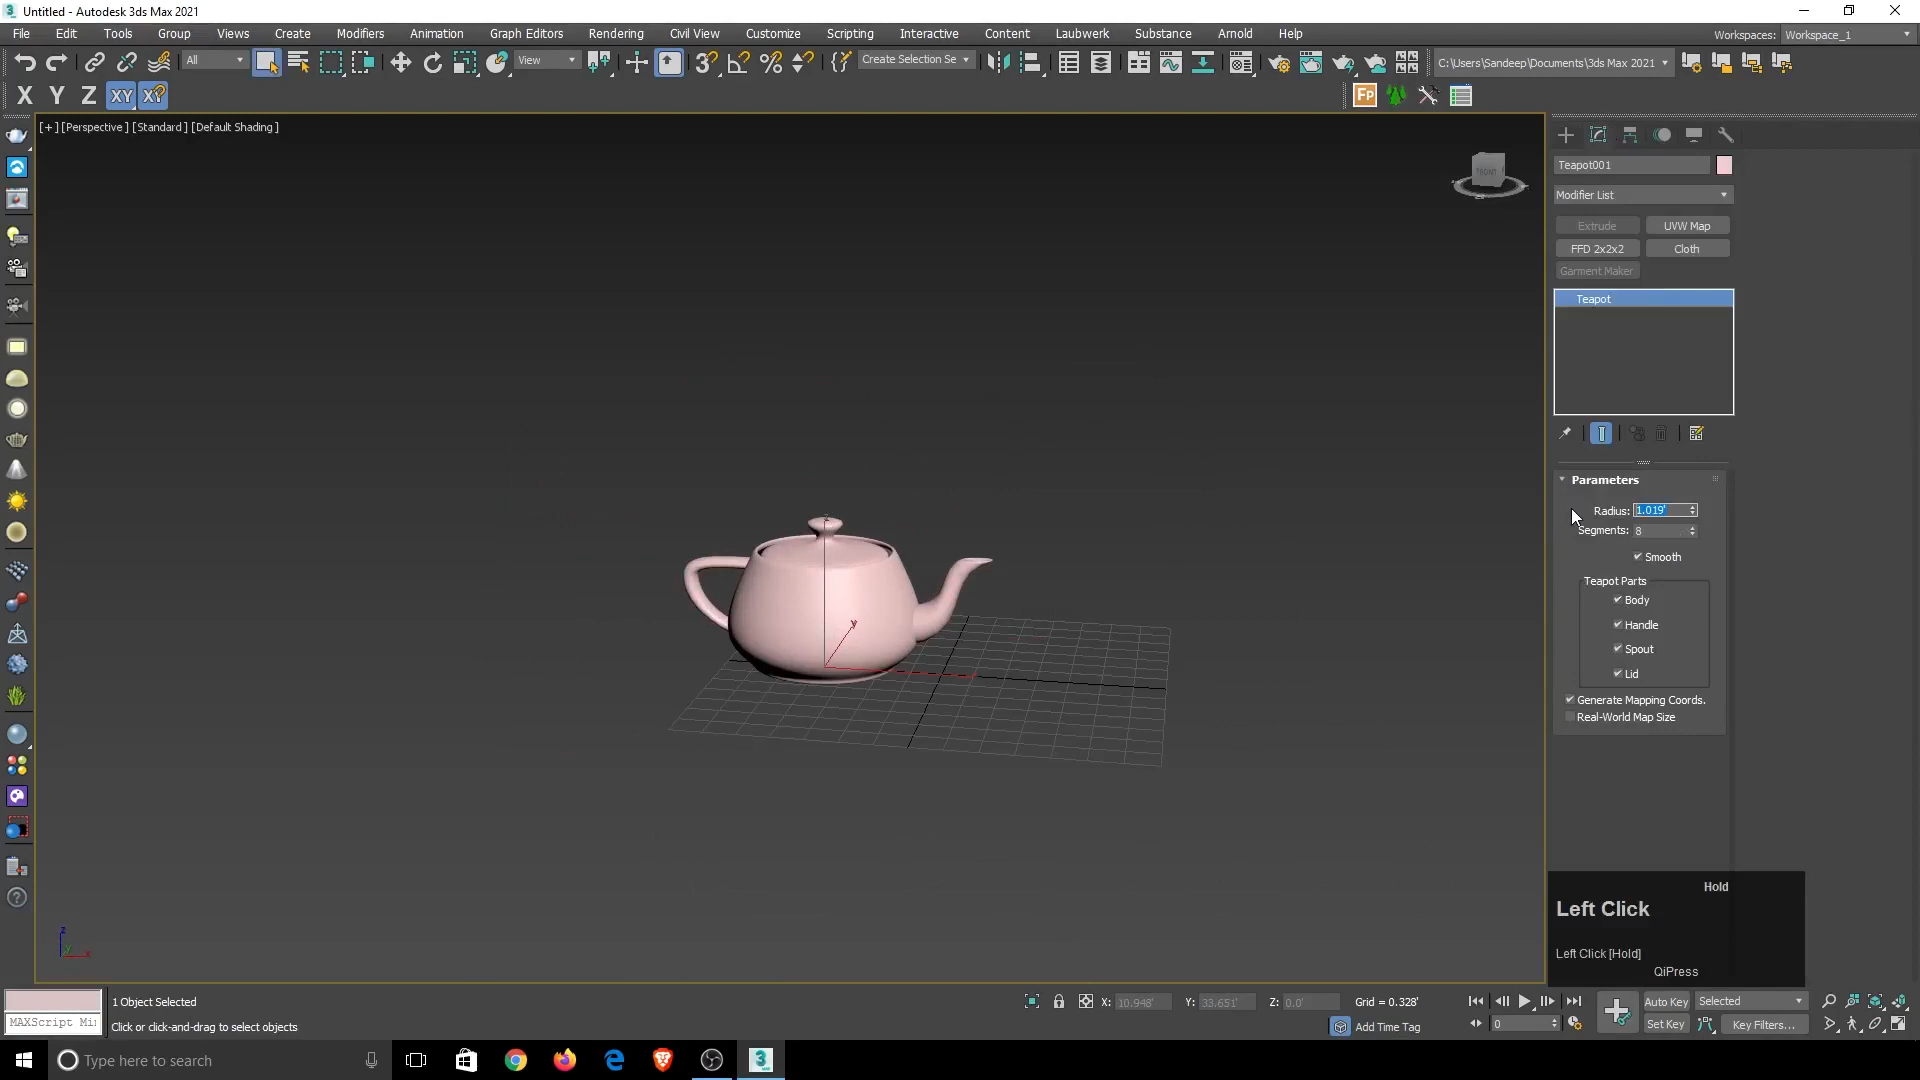 Untitled - Autodesk 3ds Max 2021
File Edit Tools Group Views Create Modifiers Animation Graph Editors Rendering Civil View Customize Scripting Interactive Content Laubwerk Substance Arnold Help
Workspaces: Workspace_1
All View Create Selection Se C:\Users\Sandeep\Documents\3ds Max 2021
X Y Z XY XY
[+] [Perspective] [Standard] [Default Shading]
FRONT
Teapot001
Modifier List
Extrude UVW Map
FFD 2x2x2 Cloth
Garment Maker
Teapot
Parameters
Radius: 1.019'
Segments: 8
Smooth
Teapot Parts
Body
Handle
Spout
Lid
Generate Mapping Coords.
Real-World Map Size
y
z
y x
Hold
Left Click
Left Click [Hold]
QiPress
1 Object Selected X: 10.948' Y: 33.651' Z: 0.0' Grid = 0.328' Auto Key Selected
MAXScript Mi Click or click-and-drag to select objects Add Time Tag 0 Set Key Key Filters...
Type here to search